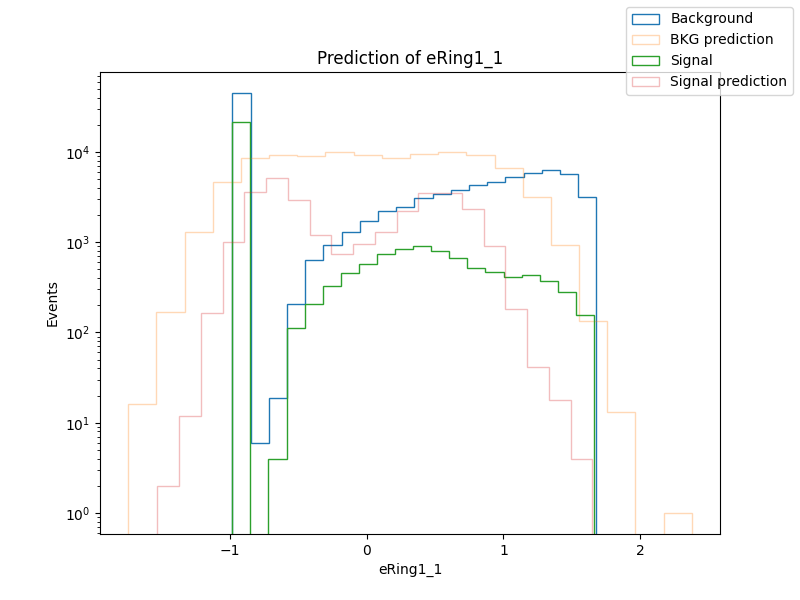 Prediction of eRing1_1
Background
BKG prediction
Signal
Signal prediction
Events
10⁴
10³
10²
10¹
10⁰
−1
0
1
2
eRing1_1